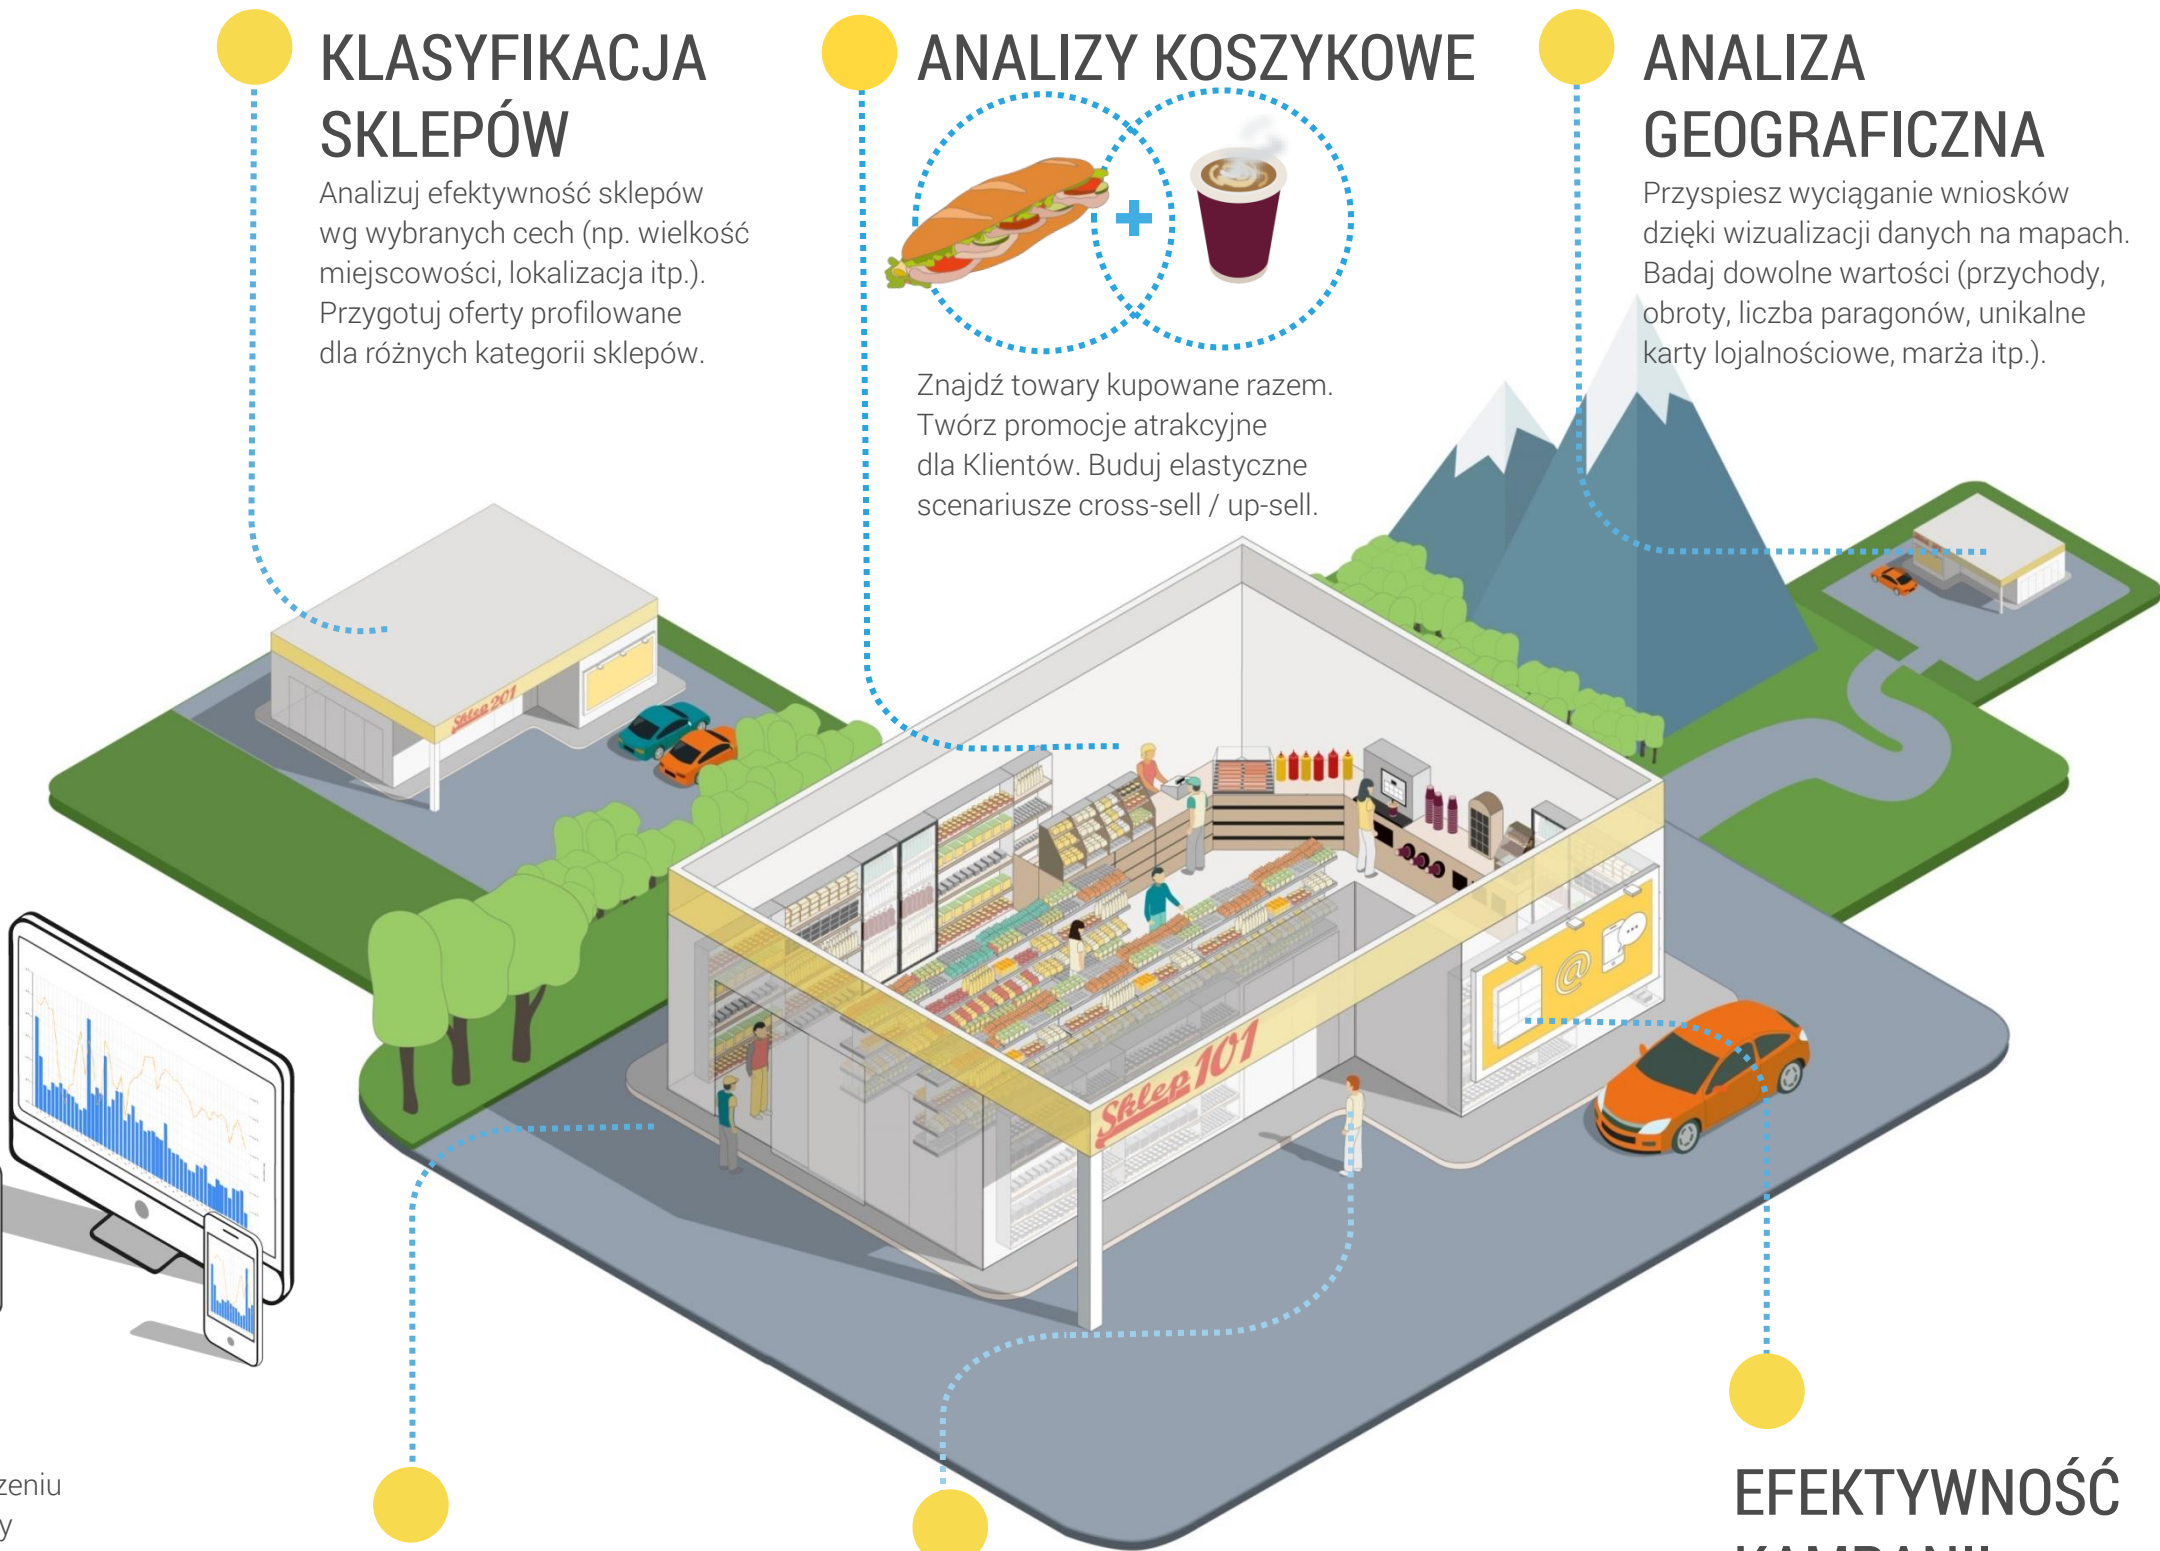 KLASYFIKACJA
SKLEPÓW
Analizuj efektywność sklepów
wg wybranych cech (np. wielkość
miejscowości, lokalizacja itp.).
Przygotuj oferty profilowane
dla różnych kategorii sklepów.
ANALIZY KOSZYKOWE
Znajdź towary kupowane razem.
Twórz promocje atrakcyjne
dla Klientów. Buduj elastyczne
scenariusze cross-sell / up-sell.
ANALIZA
GEOGRAFICZNA
Przyspiesz wyciąganie wniosków
dzięki wizualizacji danych na mapach.
Badaj dowolne wartości (przychody,
obroty, liczba paragonów, unikalne
karty lojalnościowe, marża itp.).
Sklep 201
@
Sklep 101
zeniu
y
EFEKTYWNOŚĆ
KAMPANII